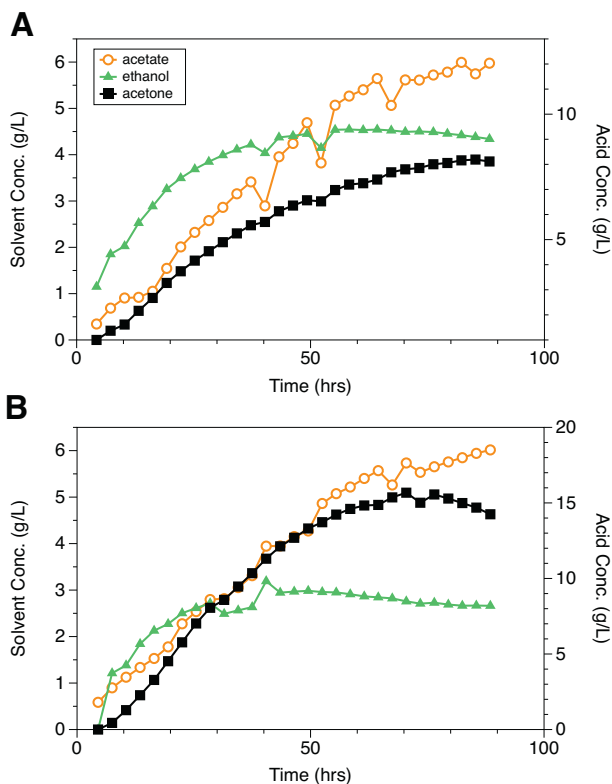 A
acetate
ethanol
acetone
Solvent Conc. (g/L)
6
5
4
3
2
1
0
10
5
Acid Conc. (g/L)
0
50
100
Time (hrs)
B
Solvent Conc. (g/L)
6
5
4
3
2
1
0
20
15
10
5
0
Acid Conc. (g/L)
0
50
100
Time (hrs)